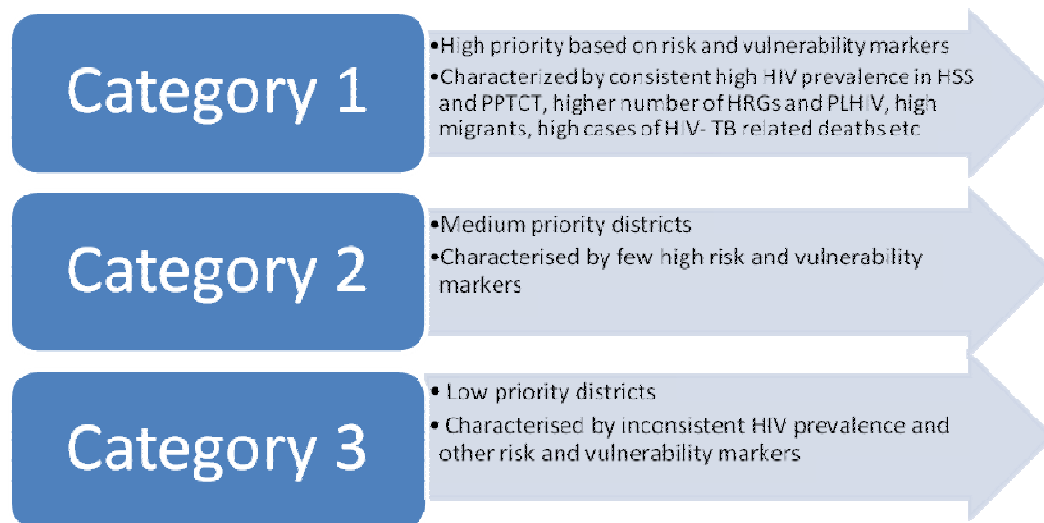 Category 1
•High priority based on risk and vulnerability markers
•Characterized by consistent high HIV prevalence in HSS
and PPTCT, higher number of HRGs and PLHIV, high
migrants, high cases of HIV- TB related deaths etc
Category 2
•Medium priority districts
•Characterised by few high risk and vulnerability
markers
Category 3
• Low priority districts
• Characterised by inconsistent HIV prevalence and
other risk and vulnerability markers